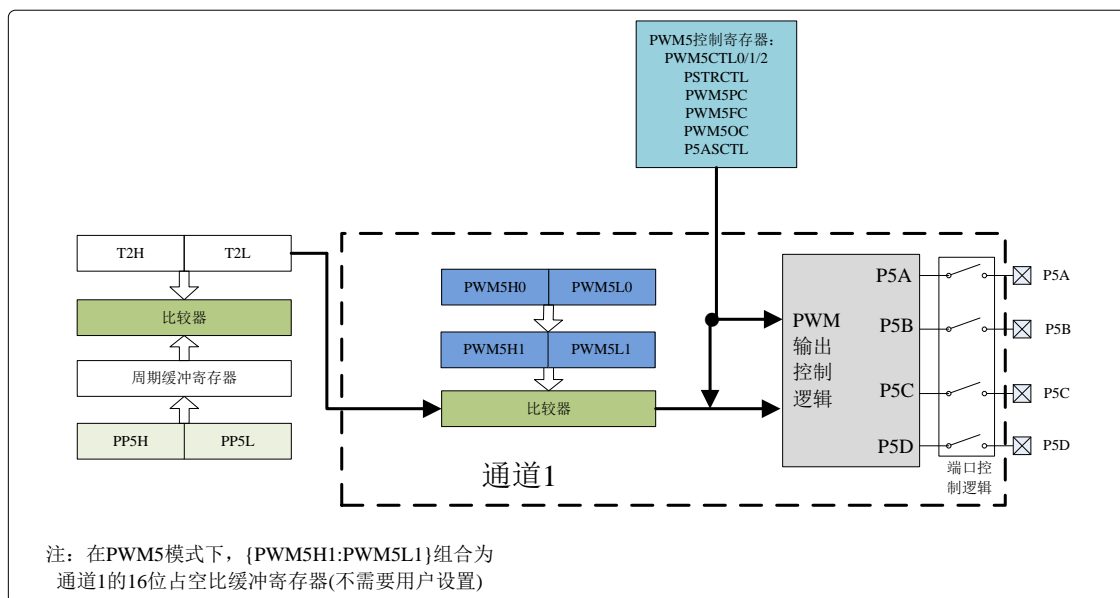 PWM5控制寄存器：
PWM5CTL0/1/2
PSTRCTL
PWM5PC
PWM5FC
PWM5OC
P5ASCTL
T2H
T2L
比较器
周期缓冲寄存器
PP5H
PP5L
PWM5H0
PWM5L0
PWM5H1
PWM5L1
比较器
通道1
PWM
输出
控制
逻辑
P5A
P5B
P5C
P5D
端口控
制逻辑
P5A
P5B
P5C
P5D
注：在PWM5模式下，{PWM5H1:PWM5L1}组合为
通道1的16位占空比缓冲寄存器(不需要用户设置)